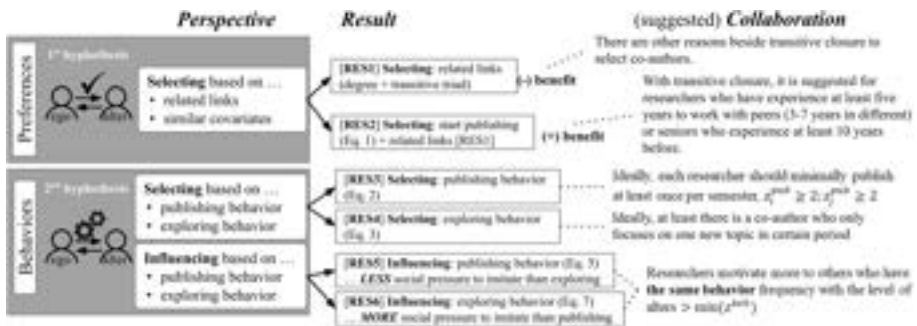 Perspective
Result
(suggested) Collaboration
Preferences
1st hypothesis
ego
alter
Selecting based on …
• related links
• similar covariates
[RES1] Selecting: related links
(degree + transitive triad)
(-) benefit
There are other reasons beside transitive closure to
select co-authors.
[RES2] Selecting: start publishing
(Eq. 1) + related links [RES1]
(+) benefit
With transitive closure, it is suggested for
researchers who have experience at least five
years to work with peers (3-7 years in different)
or seniors who experience at least 10 years
before.
Behaviors
2nd hypothesis
ego
alter
Selecting based on …
• publishing behavior
• exploring behavior
[RES3] Selecting: publishing behavior
(Eq. 2)
Ideally, each researcher should minimally publish
at least once per semester, ≥ 2; ≥ 2
[RES4] Selecting: exploring behavior
(Eq. 3)
Ideally, at least there is a co-author who only
focuses on one new topic in certain period
Influencing based on …
• publishing behavior
• exploring behavior
[RES5] Influencing: publishing behavior (Eq. 5)
… LESS social pressure to imitate than exploring
[RES6] Influencing: exploring behavior (Eq. 7)
… MORE social pressure to imitate than publishing
Researchers motivate more to others who have
the same behavior frequency with the level of
alters > min(